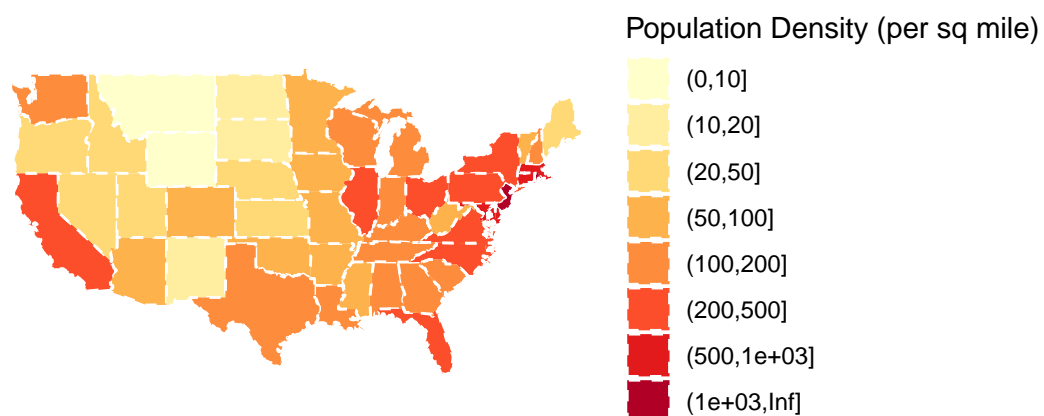 Population Density (per sq mile)
(0,10]
(10,20]
(20,50]
(50,100]
(100,200]
(200,500]
(500,1e+03]
(1e+03,Inf]